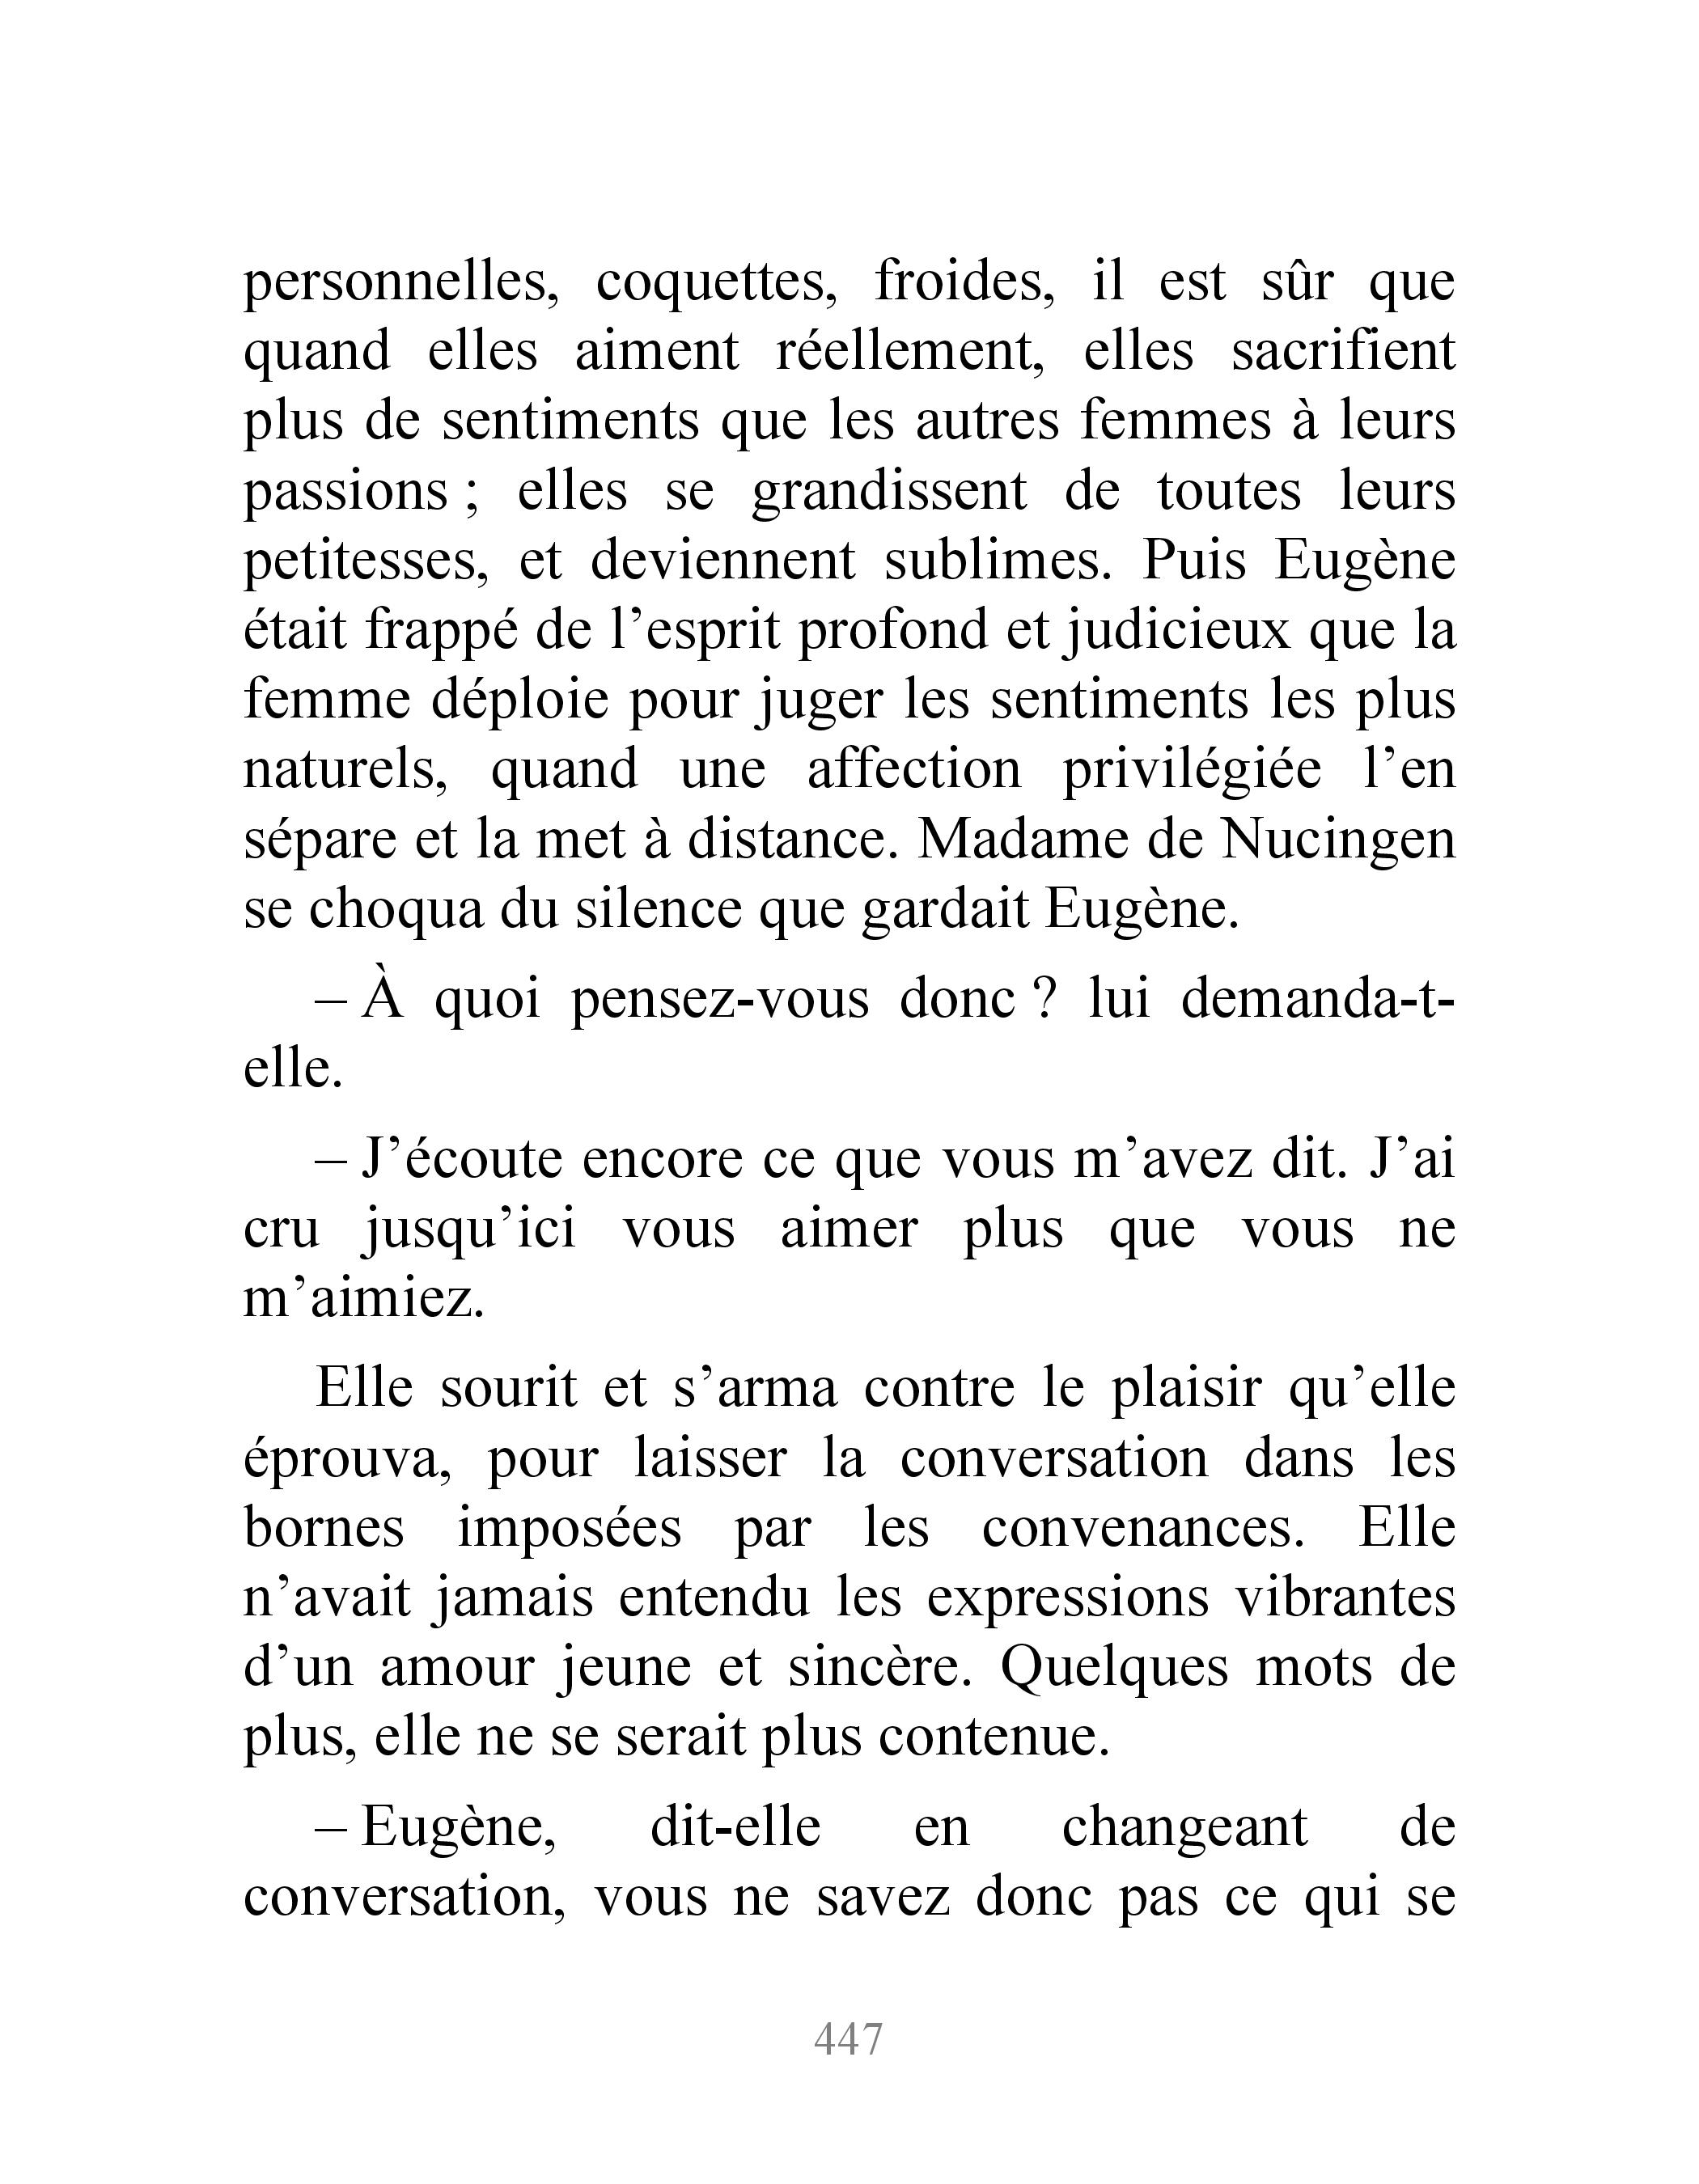 personnelles, coquettes, froides, il est sûr que
quand elles aiment réellement, elles sacrifient
plus de sentiments que les autres femmes à leurs
passions ; elles se grandissent de toutes leurs
petitesses, et deviennent sublimes. Puis Eugène
était frappé de l’esprit profond et judicieux que la
femme déploie pour juger les sentiments les plus
naturels, quand une affection privilégiée l’en
sépare et la met à distance. Madame de Nucingen
se choqua du silence que gardait Eugène.
– À quoi pensez-vous donc ? lui demanda-t-
elle.
– J’écoute encore ce que vous m’avez dit. J’ai
cru jusqu’ici vous aimer plus que vous ne
m’aimiez.
Elle sourit et s’arma contre le plaisir qu’elle
éprouva, pour laisser la conversation dans les
bornes imposées par les convenances. Elle
n’avait jamais entendu les expressions vibrantes
d’un amour jeune et sincère. Quelques mots de
plus, elle ne se serait plus contenue.
– Eugène, dit-elle en changeant de
conversation, vous ne savez donc pas ce qui se
447